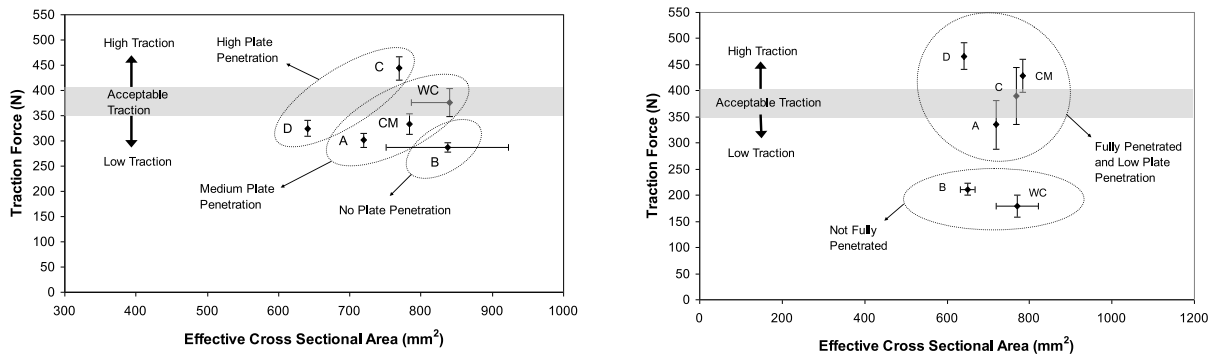 550
500
450
400
350
300
250
200
150
100
50
0
Traction Force (N)
High Traction
Acceptable
Traction
Low Traction
High Plate
Penetration
C
WC
CM
D
A
B
Medium Plate
Penetration
No Plate Penetration
300 400 500 600 700 800 900 1000
Effective Cross Sectional Area (mm²)
550
500
450
400
350
300
250
200
150
100
50
0
Traction Force (N)
High Traction
Acceptable Traction
Low Traction
D
CM
C
A
Fully Penetrated
and Low Plate
Penetration
B
WC
Not Fully
Penetrated
0 200 400 600 800 1000 1200
Effective Cross Sectional Area (mm²)